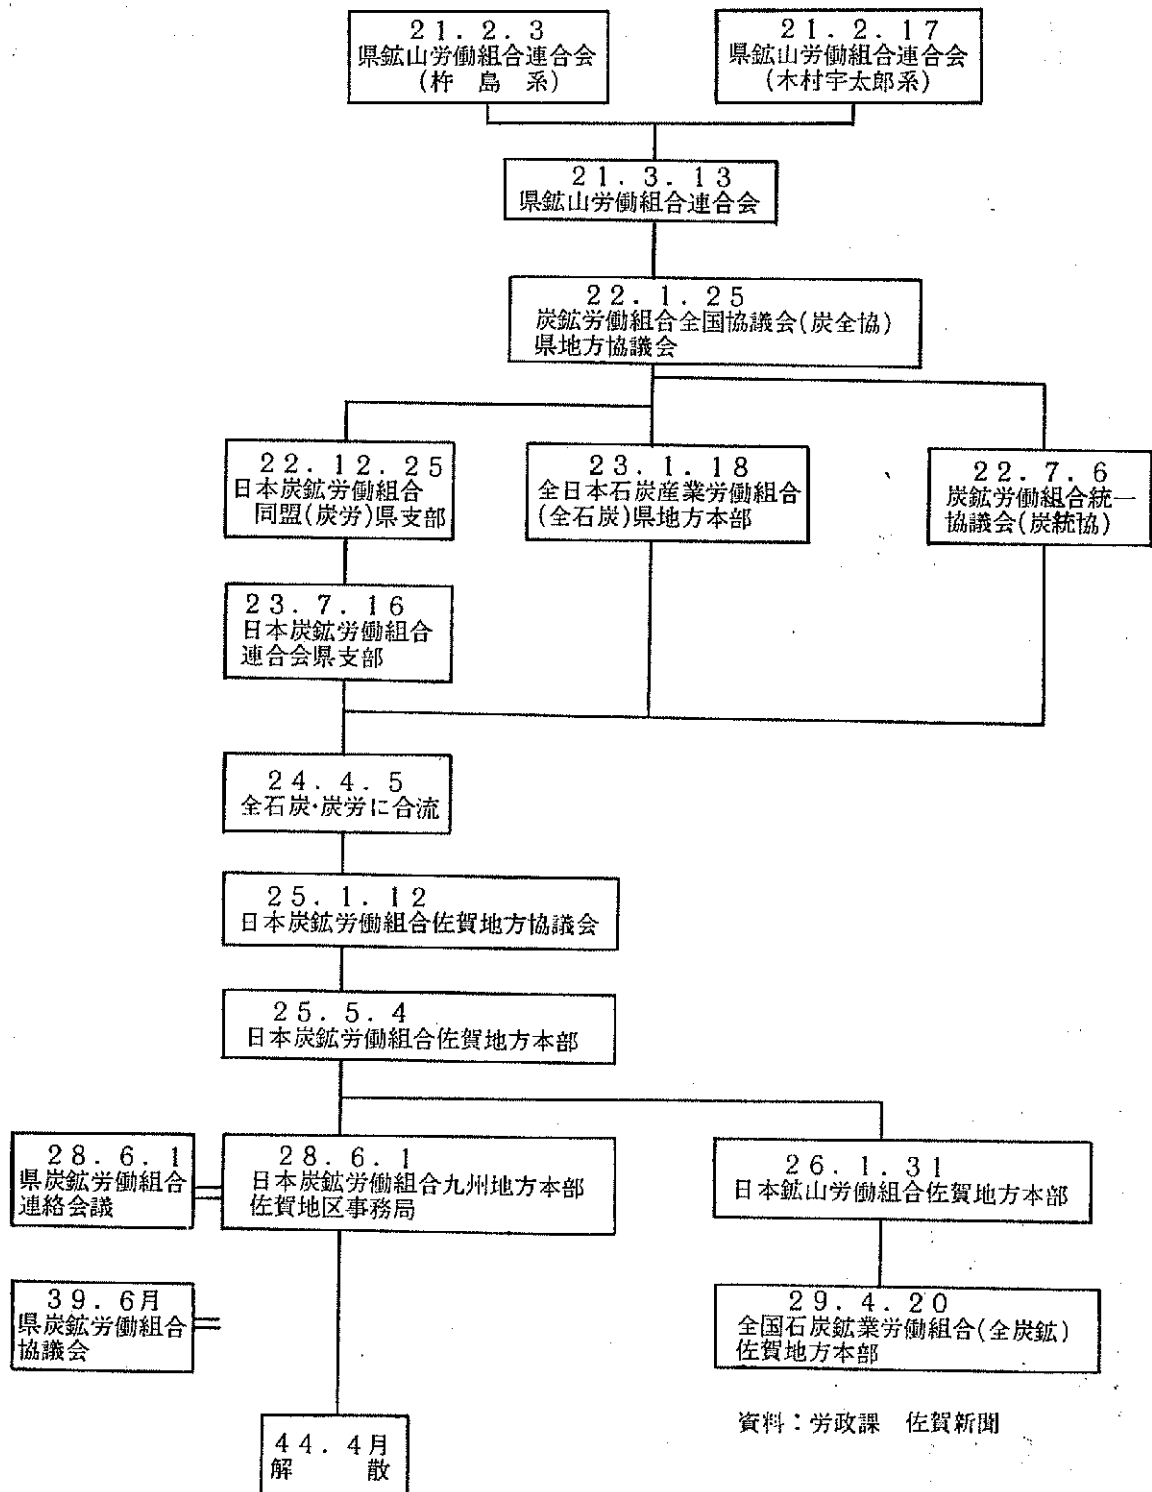 21.2.3
県鉱山労働組合連合会
(杵島系)
21.2.17
県鉱山労働組合連合会
(木村宇太郎系)
21.3.13
県鉱山労働組合連合会
22.1.25
炭鉱労働組合全国協議会(炭全協)
県地方協議会
22.12.25
日本炭鉱労働組合
同盟(炭労)県支部
23.1.18
全日本石炭産業労働組合
(全石炭)県地方本部
22.7.6
炭鉱労働組合統一
協議会(炭統協)
23.7.16
日本炭鉱労働組合
連合会県支部
24.4.5
全石炭・炭労に合流
25.1.12
日本炭鉱労働組合佐賀地方協議会
25.5.4
日本炭鉱労働組合佐賀地方本部
28.6.1
県炭鉱労働組合
連絡会議
28.6.1
日本炭鉱労働組合九州地方本部
佐賀地区事務局
26.1.31
日本鉱山労働組合佐賀地方本部
39.6月
県炭鉱労働組合
協議会
29.4.20
全国石炭鉱業労働組合(全炭鉱)
佐賀地方本部
44.4月
解散
資料：労政課 佐賀新聞